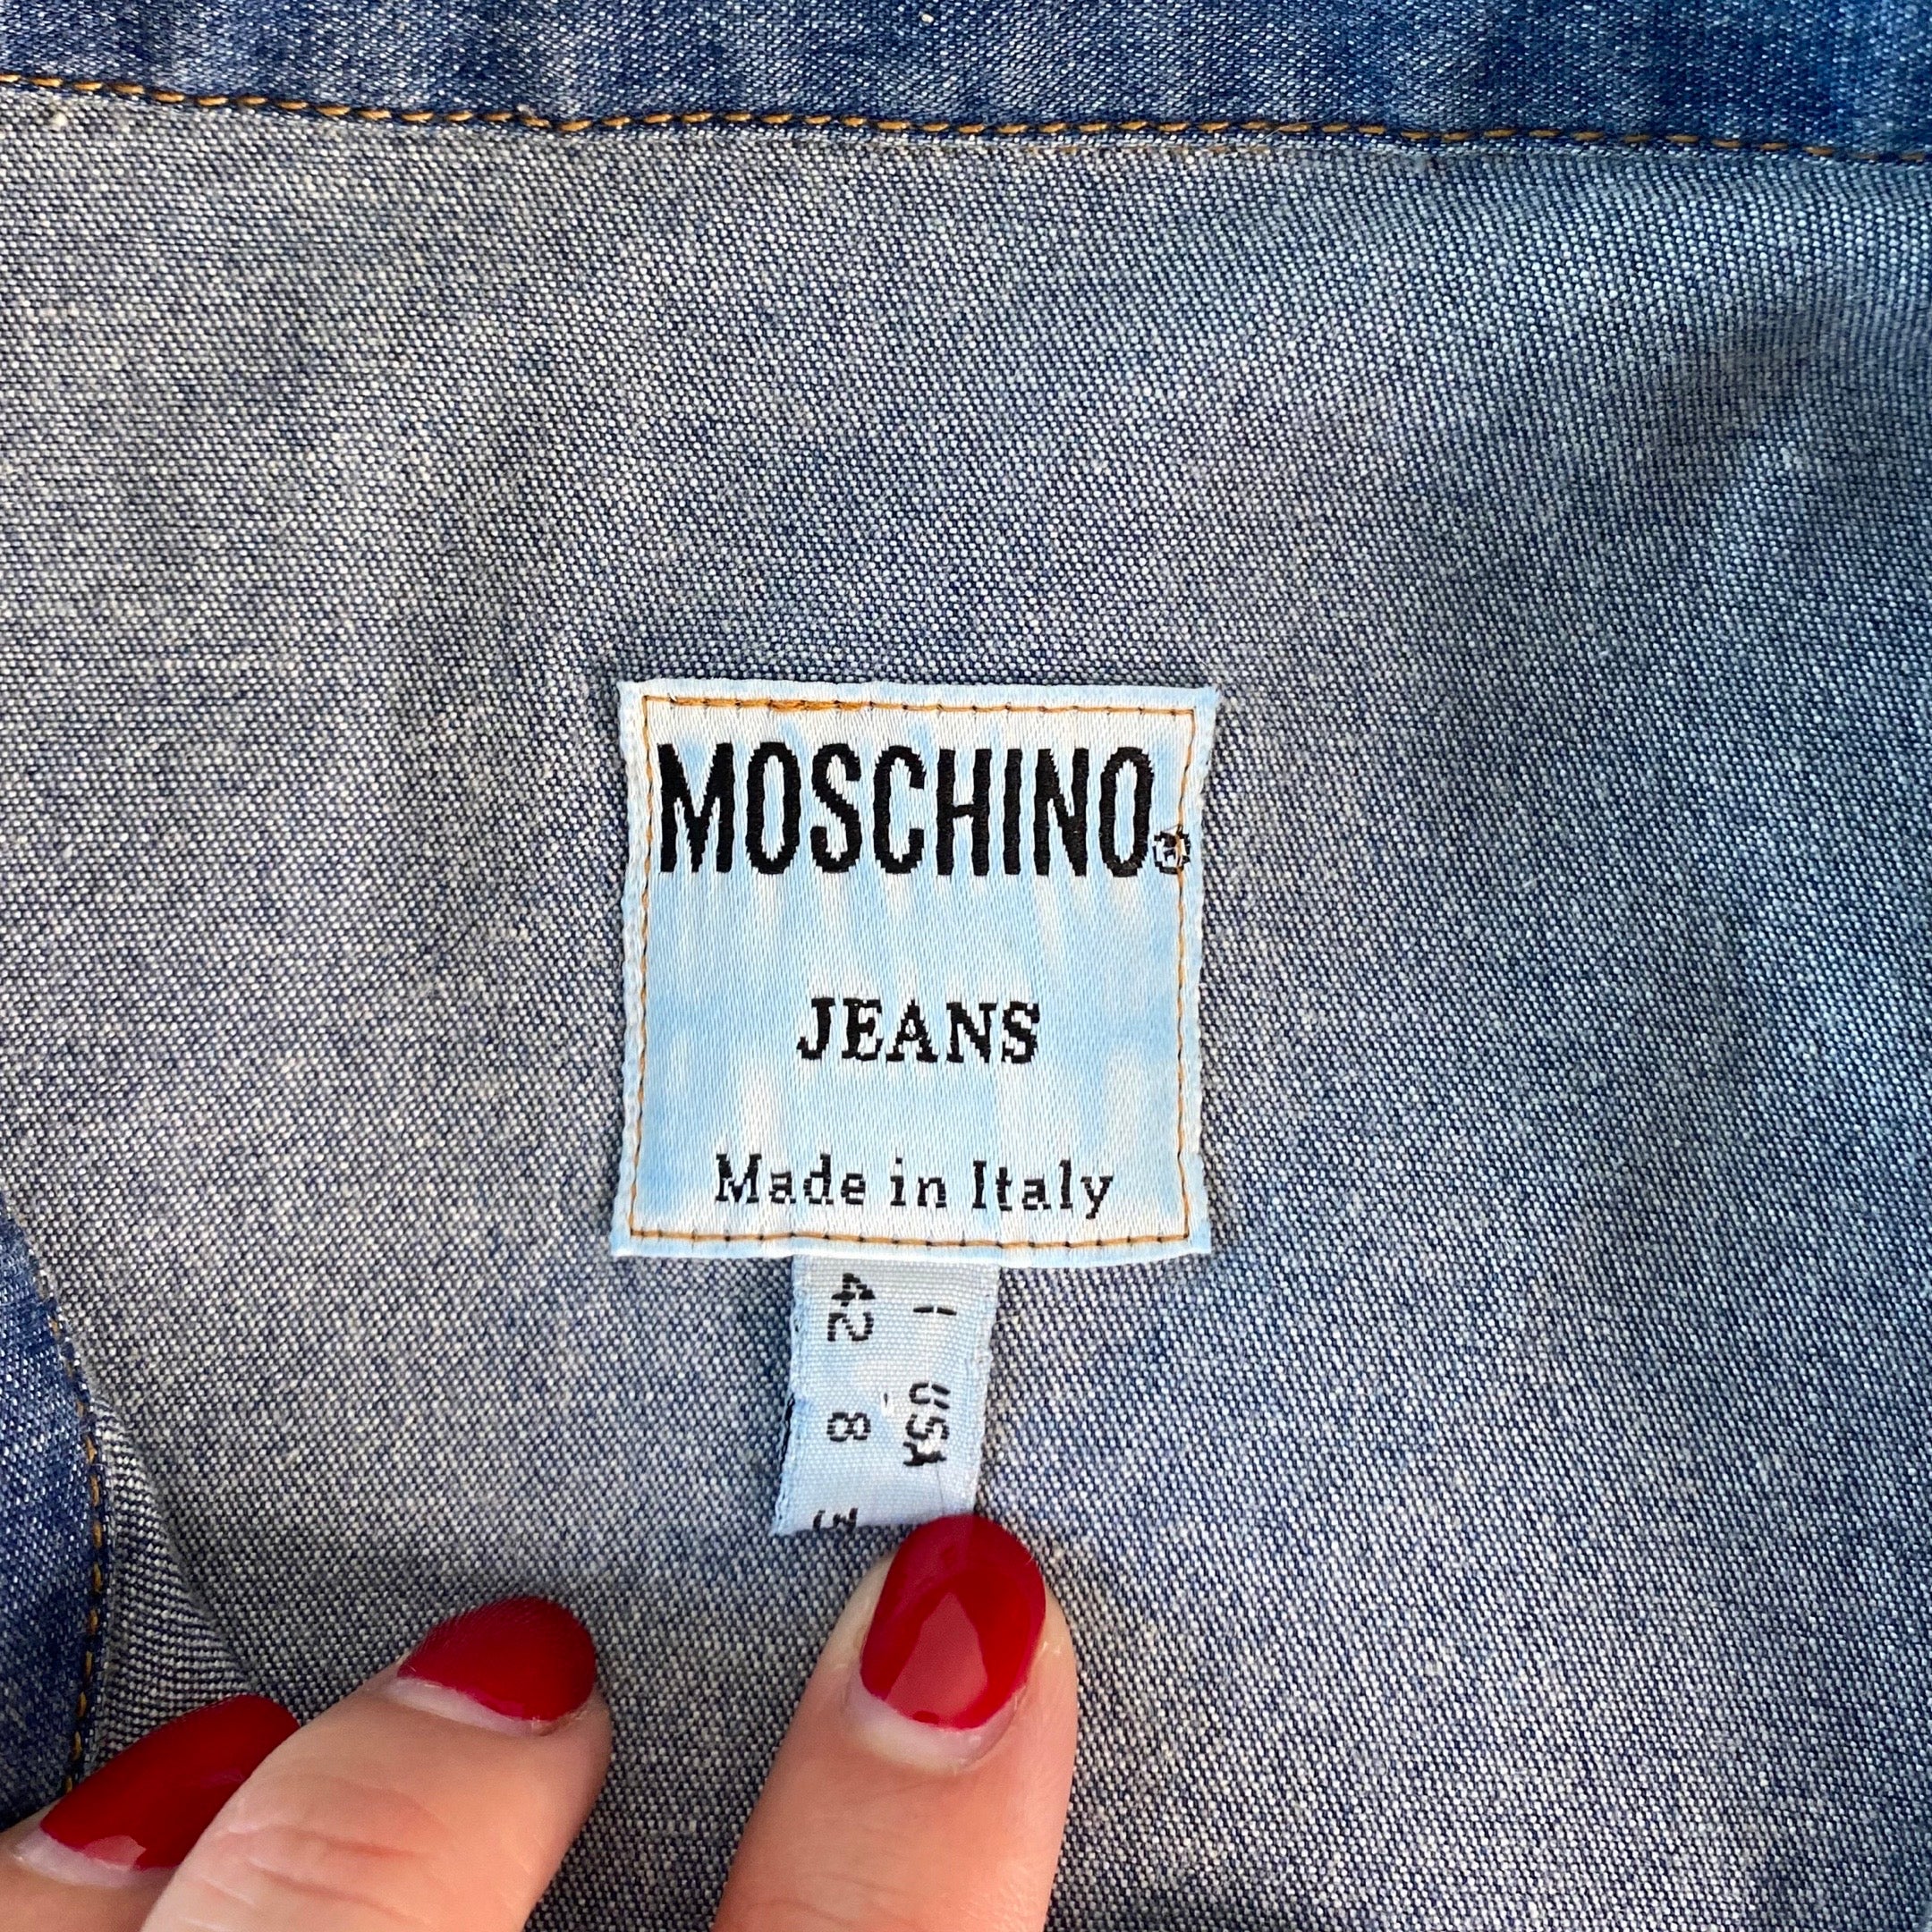 MOSCHINO®
JEANS
Made in Italy
I USA
42 8